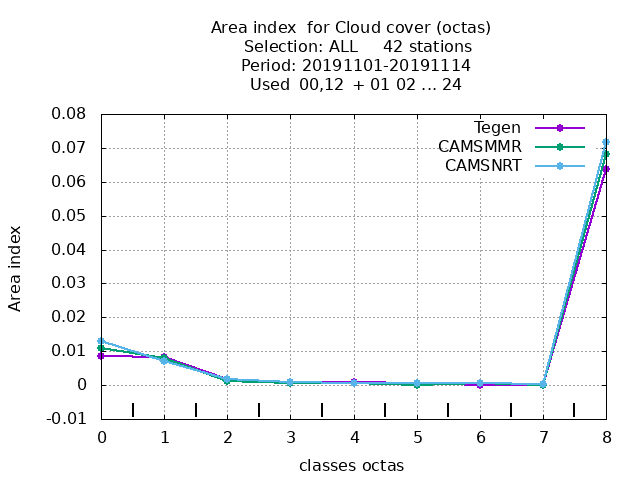 Area index  for Cloud cover (octas)
Selection: ALL     42 stations
Period: 20191101-20191114
Used  00,12  + 01 02 ... 24
Tegen
CAMSMMR
CAMSNRT
0.08
0.07
0.06
0.05
0.04
0.03
0.02
0.01
0
-0.01
Area index
0 1 2 3 4 5 6 7 8
classes octas